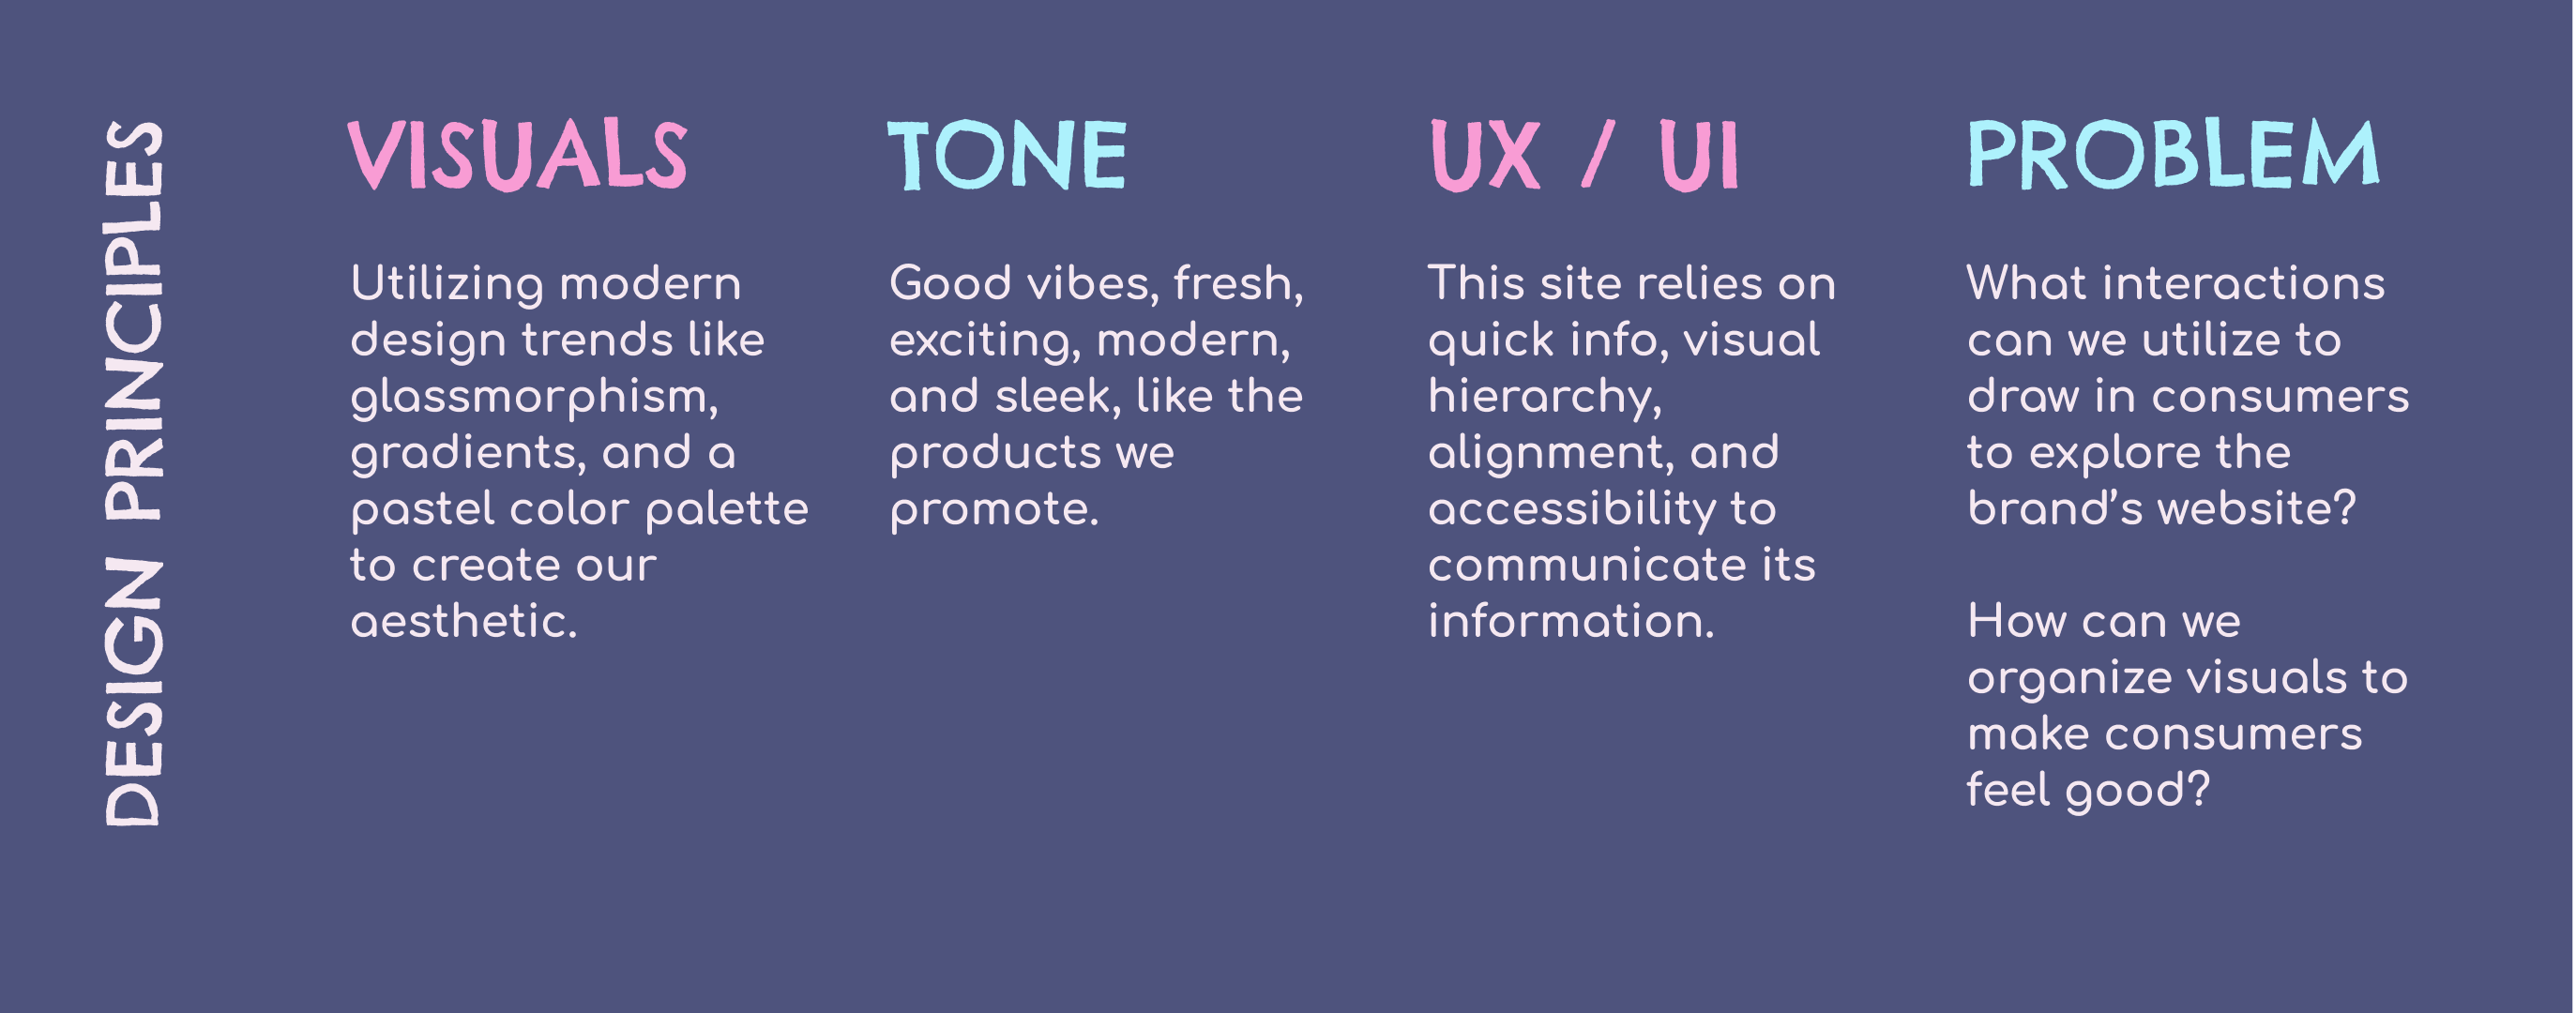 DESIGN PRINCIPLES
VISUALS
Utilizing modern
design trends like
glassmorphism,
gradients, and a
pastel color palette
to create our
aesthetic.
TONE
Good vibes, fresh,
exciting, modern,
and sleek, like the
products we
promote.
UX / UI
This site relies on
quick info, visual
hierarchy,
alignment, and
accessibility to
communicate its
information.
PROBLEM
What interactions
can we utilize to
draw in consumers
to explore the
brand’s website?
How can we
organize visuals to
make consumers
feel good?